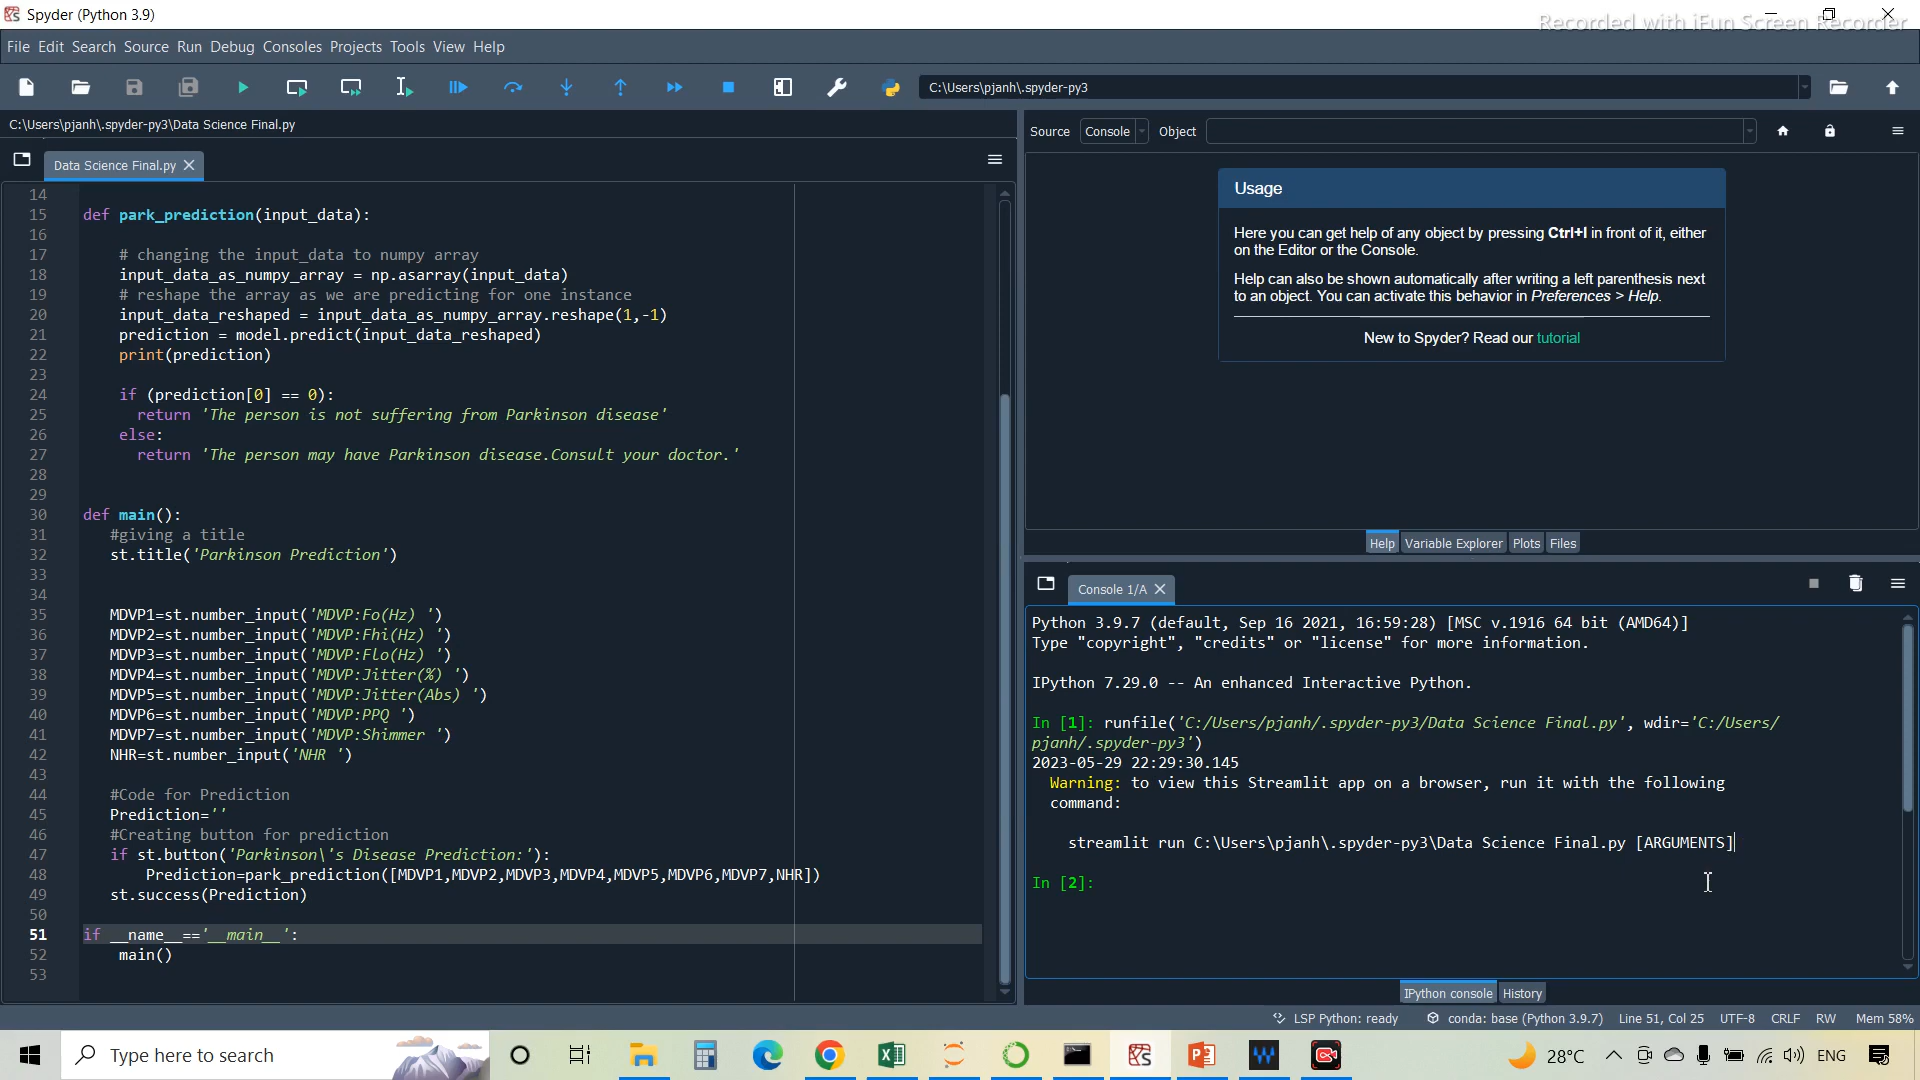 Spyder (Python 3.9)
Recorded with iFun Screen Recorder
File Edit Search Source Run Debug Consoles Projects Tools View Help
C:\Users\pjanh\.spyder-py3
C:\Users\pjanh\.spyder-py3\Data Science Final.py
Data Science Final.py
14
15 def park_prediction(input_data):
16
17 # changing the input_data to numpy array
18 input_data_as_numpy_array = np.asarray(input_data)
19 # reshape the array as we are predicting for one instance
20 input_data_reshaped = input_data_as_numpy_array.reshape(1,-1)
21 prediction = model.predict(input_data_reshaped)
22 print(prediction)
23
24 if (prediction[0] == 0):
25 return 'The person is not suffering from Parkinson disease'
26 else:
27 return 'The person may have Parkinson disease.Consult your doctor.'
28
29
30 def main():
31 #giving a title
32 st.title('Parkinson Prediction')
33
34
35 MDVP1=st.number_input('MDVP:Fo(Hz) ')
36 MDVP2=st.number_input('MDVP:Fhi(Hz) ')
37 MDVP3=st.number_input('MDVP:Flo(Hz) ')
38 MDVP4=st.number_input('MDVP:Jitter(%) ')
39 MDVP5=st.number_input('MDVP:Jitter(Abs) ')
40 MDVP6=st.number_input('MDVP:PPQ ')
41 MDVP7=st.number_input('MDVP:Shimmer ')
42 NHR=st.number_input('NHR ')
43
44 #Code for Prediction
45 Prediction=''
46 #Creating button for prediction
47 if st.button('Parkinson\'s Disease Prediction:'):
48 Prediction=park_prediction([MDVP1,MDVP2,MDVP3,MDVP4,MDVP5,MDVP6,MDVP7,NHR])
49 st.success(Prediction)
50
51 if __name__=='__main__':
52 main()
53
Source Console Object
Usage
Here you can get help of any object by pressing Ctrl+I in front of it, either
on the Editor or the Console.
Help can also be shown automatically after writing a left parenthesis next
to an object. You can activate this behavior in Preferences > Help.
New to Spyder? Read our tutorial
Help Variable Explorer Plots Files
Console 1/A
Python 3.9.7 (default, Sep 16 2021, 16:59:28) [MSC v.1916 64 bit (AMD64)]
Type "copyright", "credits" or "license" for more information.
IPython 7.29.0 -- An enhanced Interactive Python.
In [1]: runfile('C:/Users/pjanh/.spyder-py3/Data Science Final.py', wdir='C:/Users/
pjanh/.spyder-py3')
2023-05-29 22:29:30.145
Warning: to view this Streamlit app on a browser, run it with the following
command:
streamlit run C:\Users\pjanh\.spyder-py3\Data Science Final.py [ARGUMENTS]
In [2]:
IPython console History
LSP Python: ready conda: base (Python 3.9.7) Line 51, Col 25 UTF-8 CRLF RW Mem 58%
Type here to search
28°C ENG